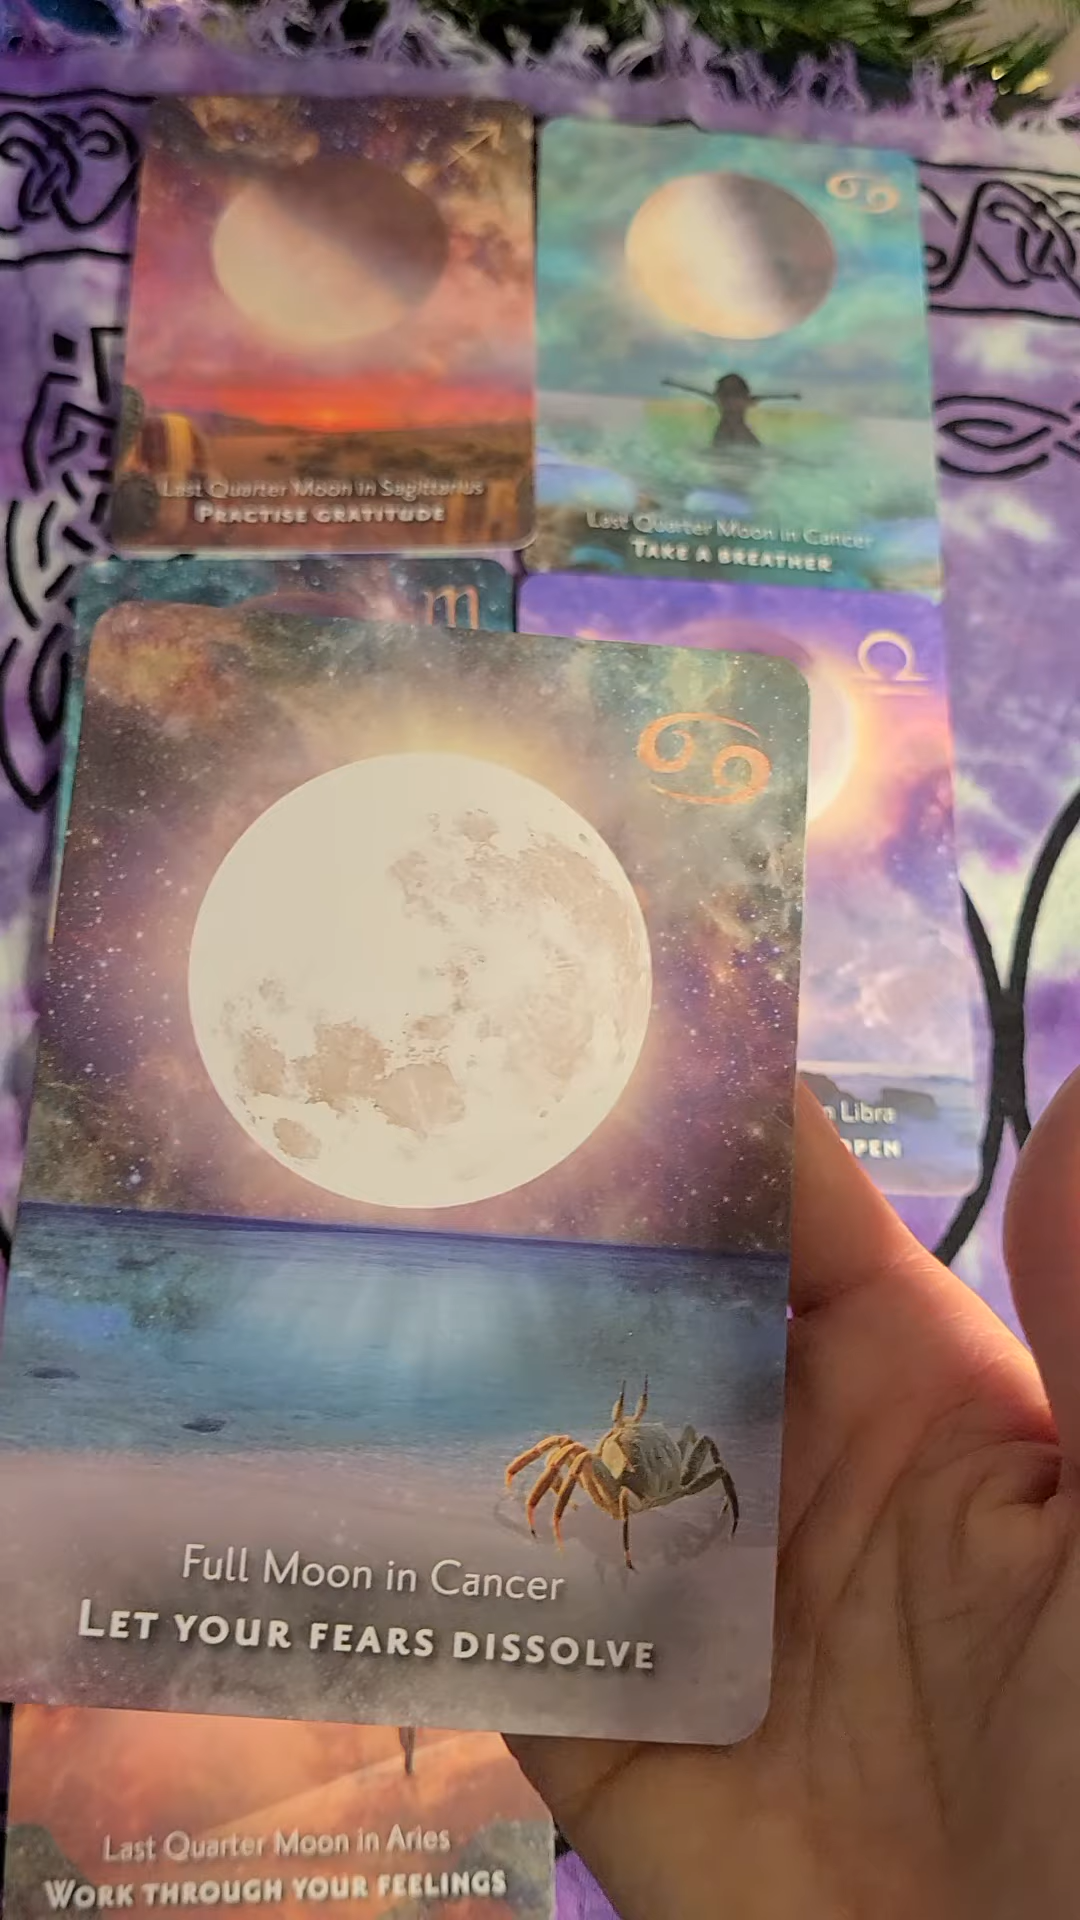 Last Quarter Moon in Sagittarius
PRACTISE GRATITUDE
Last Quarter Moon in Cancer
TAKE A BREATHER
Libra
Full Moon in Cancer
LET YOUR FEARS DISSOLVE
Last Quarter Moon in Aries
WORK THROUGH YOUR FEELINGS